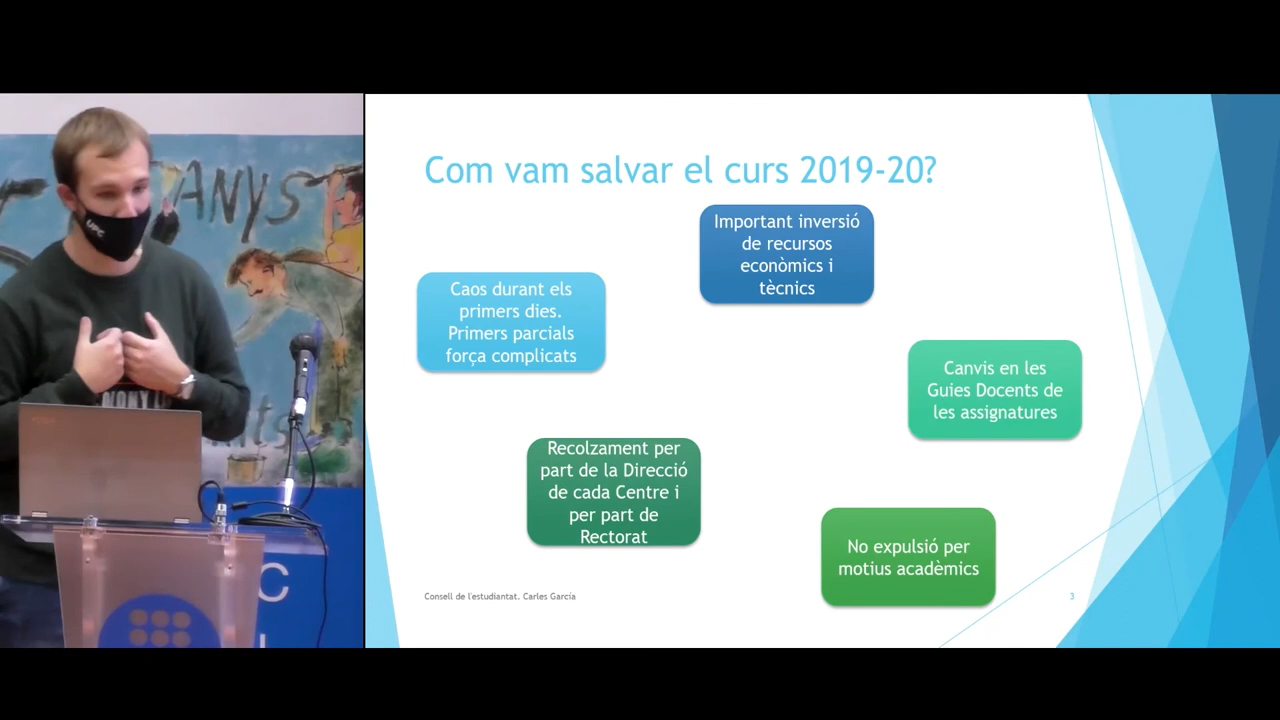 Com vam salvar el curs 2019-20?
Important inversió
de recursos
econòmics i
tècnics
Caos durant els
primers dies.
Primers parcials
força complicats
Canvis en les
Guies Docents de
les assignatures
Recolzament per
part de la Direcció
de cada Centre i
per part de
Rectorat
No expulsió per
motius acadèmics
Consell de l'estudiantat. Carles García
3
UPC
ANYS